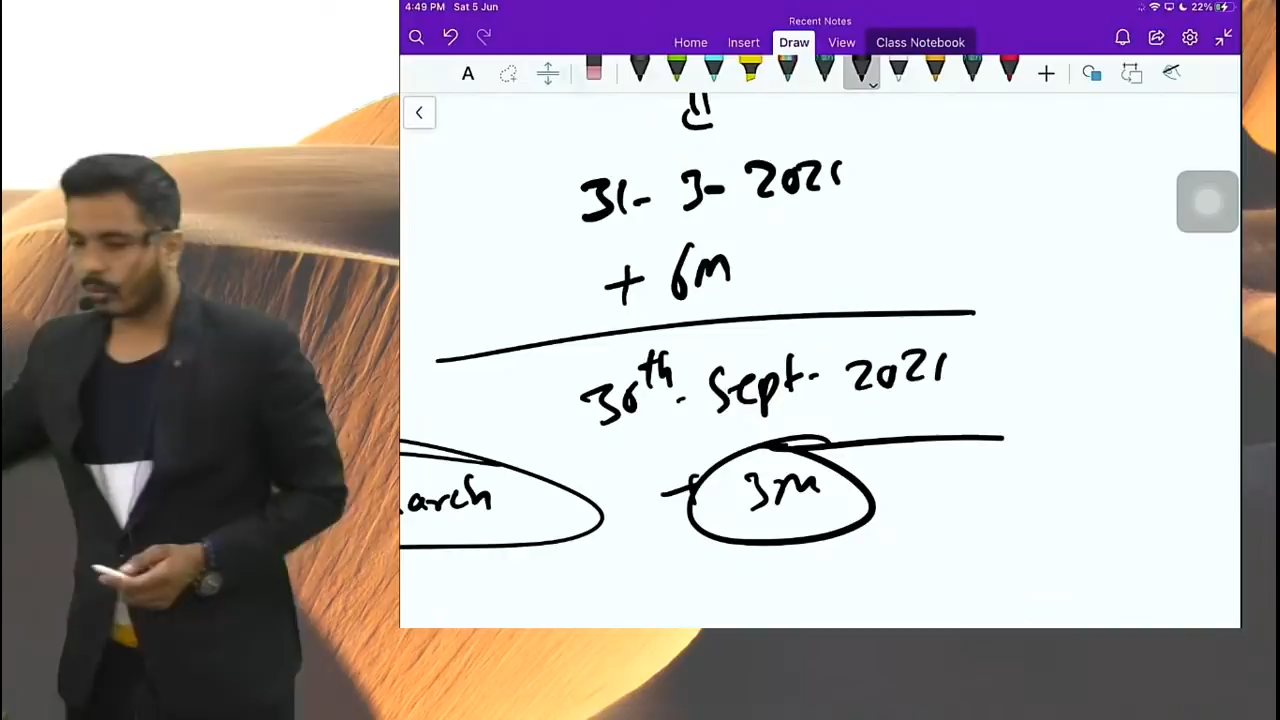 4:49 PM Sat 5 Jun
22%
Recent Notes
Home Insert Draw View Class Notebook
A
31- 3- 2021
+ 6m
30th. Sept. 2021
arch
+ 3m